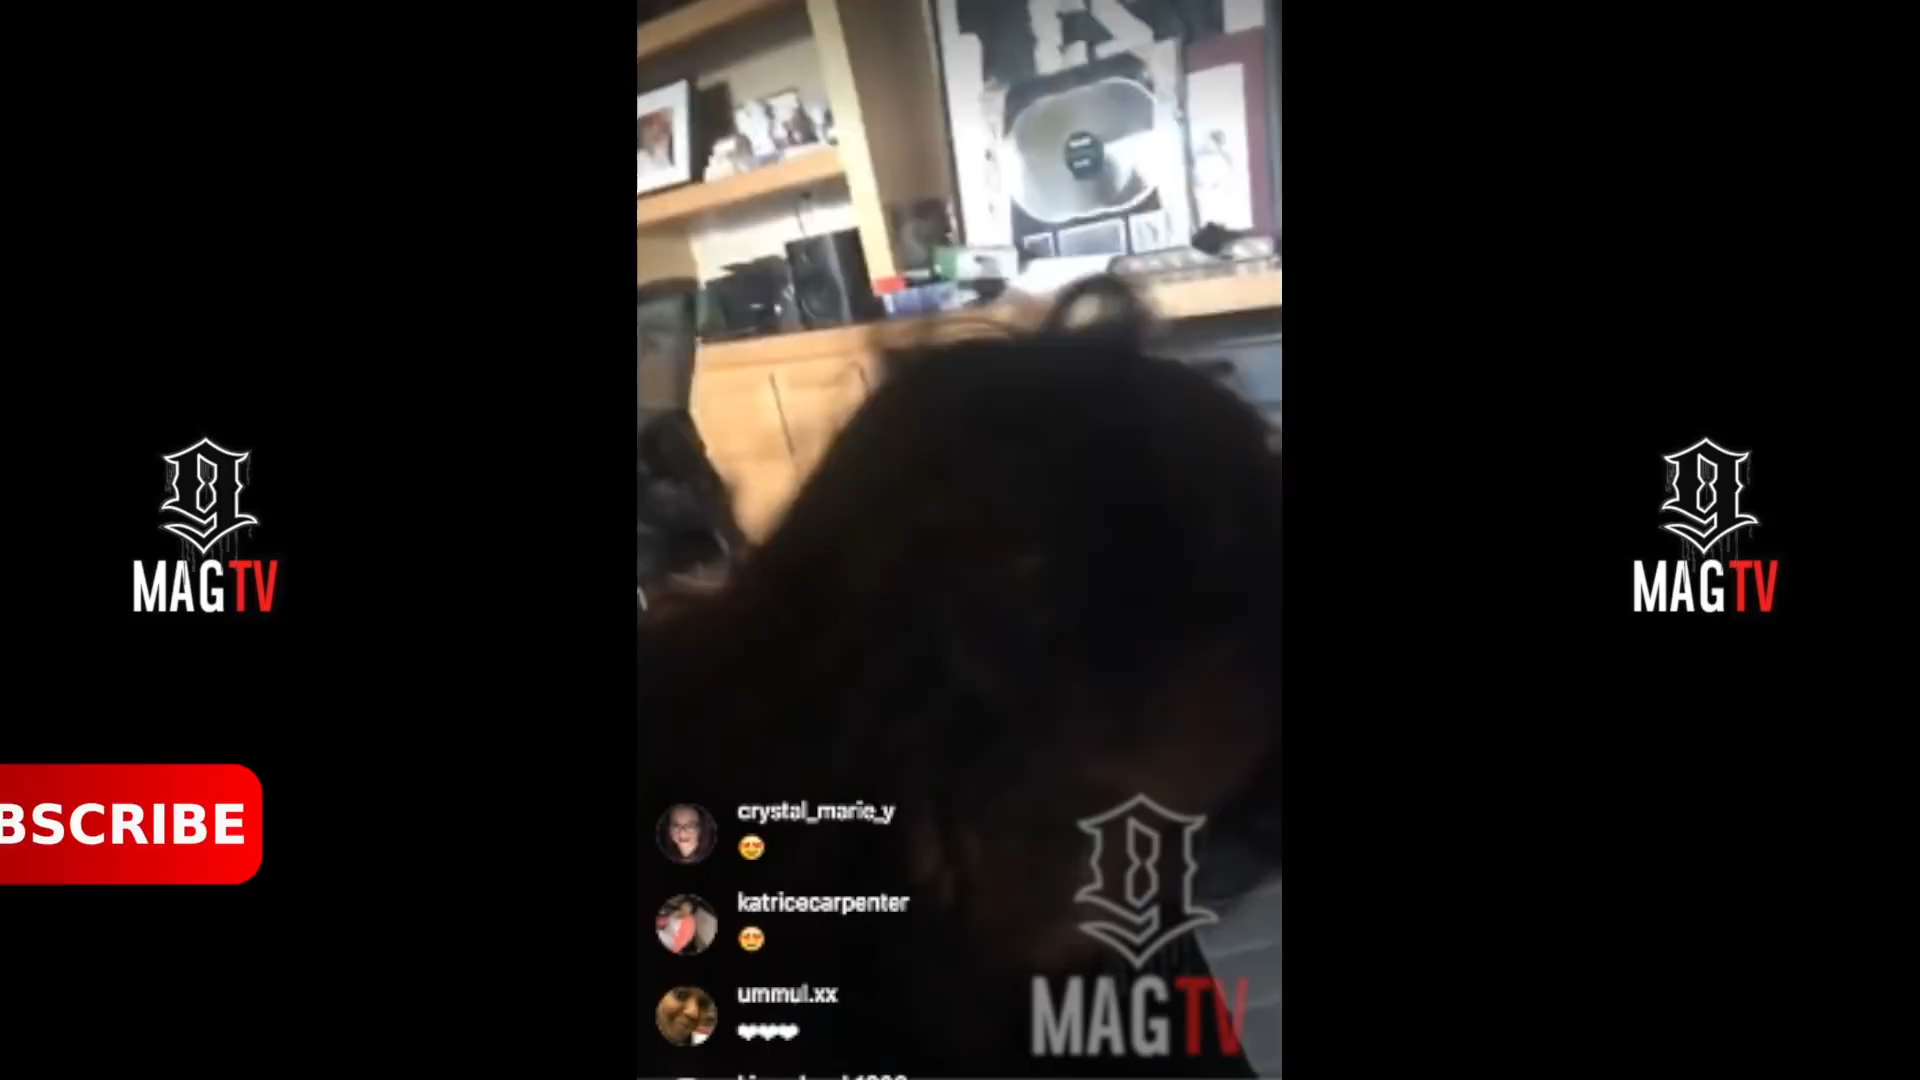 MAGTV
MAGTV
BSCRIBE
crystal_marie_y
😍
katricecarpenter
😍
ummul.xx
❤❤❤
MAGTV